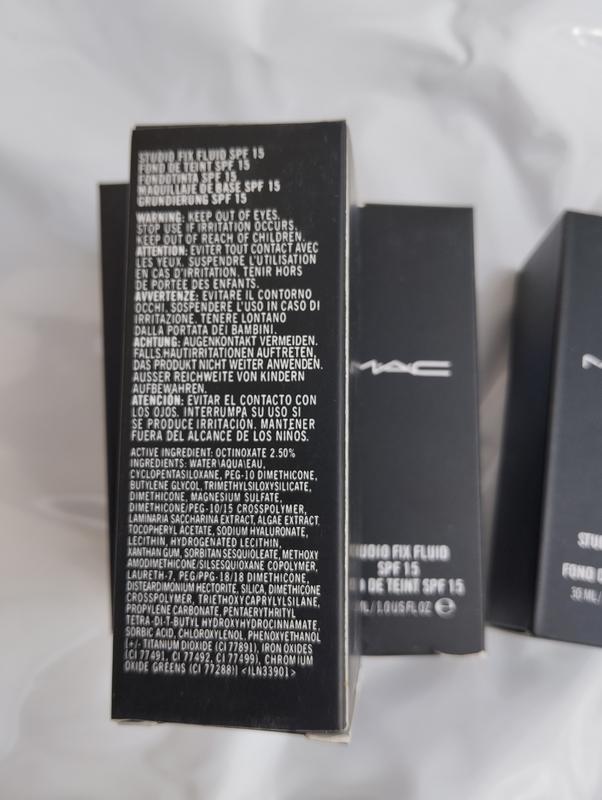 STUDIO FIX FLUID SPF 15
FOND DE TEINT SPF 15
FONDOTINTA SPF 15
MAQUILLAJE DE BASE SPF 15
GRUNDIERUNG SPF 15
WARNING: KEEP OUT OF EYES.
STOP USE IF IRRITATION OCCURS.
KEEP OUT OF REACH OF CHILDREN.
ATTENTION: EVITER TOUT CONTACT AVEC
LES YEUX. SUSPENDRE L'UTILISATION
EN CAS D'IRRITATION. TENIR HORS
DE PORTEE DES ENFANTS.
AVVERTENZE: EVITARE IL CONTORNO
OCCHI. SOSPENDERE L'USO IN CASO DI
IRRITAZIONE. TENERE LONTANO
DALLA PORTATA DEI BAMBINI.
ACHTUNG: AUGENKONTAKT VERMEIDEN.
FALLS HAUTIRRITATIONEN AUFTRETEN,
DAS PRODUKT NICHT WEITER ANWENDEN.
AUSSER REICHWEITE VON KINDERN
AUFBEWAHREN.
ATENCIÓN: EVITAR EL CONTACTO CON
LOS OJOS. INTERRUMPA SU USO SI
SE PRODUCE IRRITACIÓN. MANTENER
FUERA DEL ALCANCE DE LOS NIÑOS.
ACTIVE INGREDIENT: OCTINOXATE 2.50%
INGREDIENTS: WATER\AQUA\EAU,
CYCLOPENTASILOXANE, PEG-10 DIMETHICONE,
BUTYLENE GLYCOL, TRIMETHYLSILOXYSILICATE,
DIMETHICONE, MAGNESIUM SULFATE,
DIMETHICONE/PEG-10/15 CROSSPOLYMER,
LAMINARIA SACCHARINA EXTRACT, ALGAE EXTRACT,
TOCOPHERYL ACETATE, SODIUM HYALURONATE,
LECITHIN, HYDROGENATED LECITHIN,
XANTHAN GUM, SORBITAN SESQUIOLEATE, METHOXY
AMODIMETHICONE/SILSESQUIOXANE COPOLYMER,
LAURETH-7, PEG/PPG-18/18 DIMETHICONE,
DISTEARDIMONIUM HECTORITE, SILICA, DIMETHICONE
CROSSPOLYMER, TRIETHOXYCAPRYLYLSILANE,
PROPYLENE CARBONATE, PENTAERYTHRITYL
TETRA-DI-T-BUTYL HYDROXYHYDROCINNAMATE,
SORBIC ACID, CHLOROXYLENOL, PHENOXYETHANOL
[+/- TITANIUM DIOXIDE (CI 77891), IRON OXIDES
(CI 77491, CI 77492, CI 77499), CHROMIUM
OXIDE GREENS (CI 77288)] <ILN33901>
MAC
TUDIO FIX FLUID
SPF 15
DE TEINT SPF 15
ML/1.0 US FL OZ e
M
STU
FOND
30 ML/